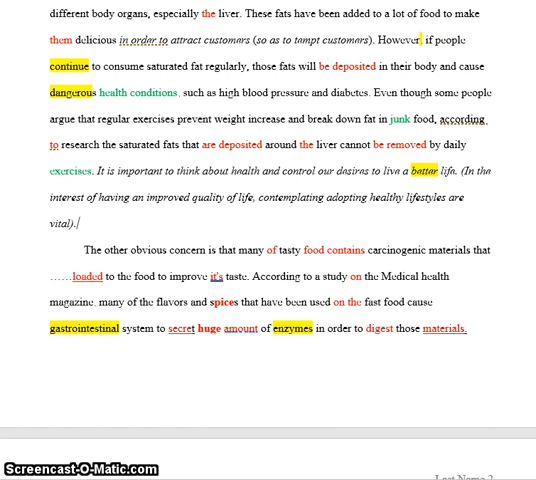 different body organs, especially the liver. These fats have been added to a lot of food to make
them delicious in order to attract customers (so as to tempt customers). However, if people
continue to consume saturated fat regularly, those fats will be deposited in their body and cause
dangerous health conditions, such as high blood pressure and diabetes. Even though some people
argue that regular exercises prevent weight increase and break down fat in junk food, according
to research the saturated fats that are deposited around the liver cannot be removed by daily
exercises. It is important to think about health and control our desires to live a better life. (In the
interest of having an improved quality of life, contemplating adopting healthy lifestyles are
vital).
The other obvious concern is that many of tasty food contains carcinogenic materials that
……loaded to the food to improve it's taste. According to a study on the Medical health
magazine. many of the flavors and spices that have been used on the fast food cause
gastrointestinal system to secret huge amount of enzymes in order to digest those materials.
Last Name 2
Screencast-O-Matic.com